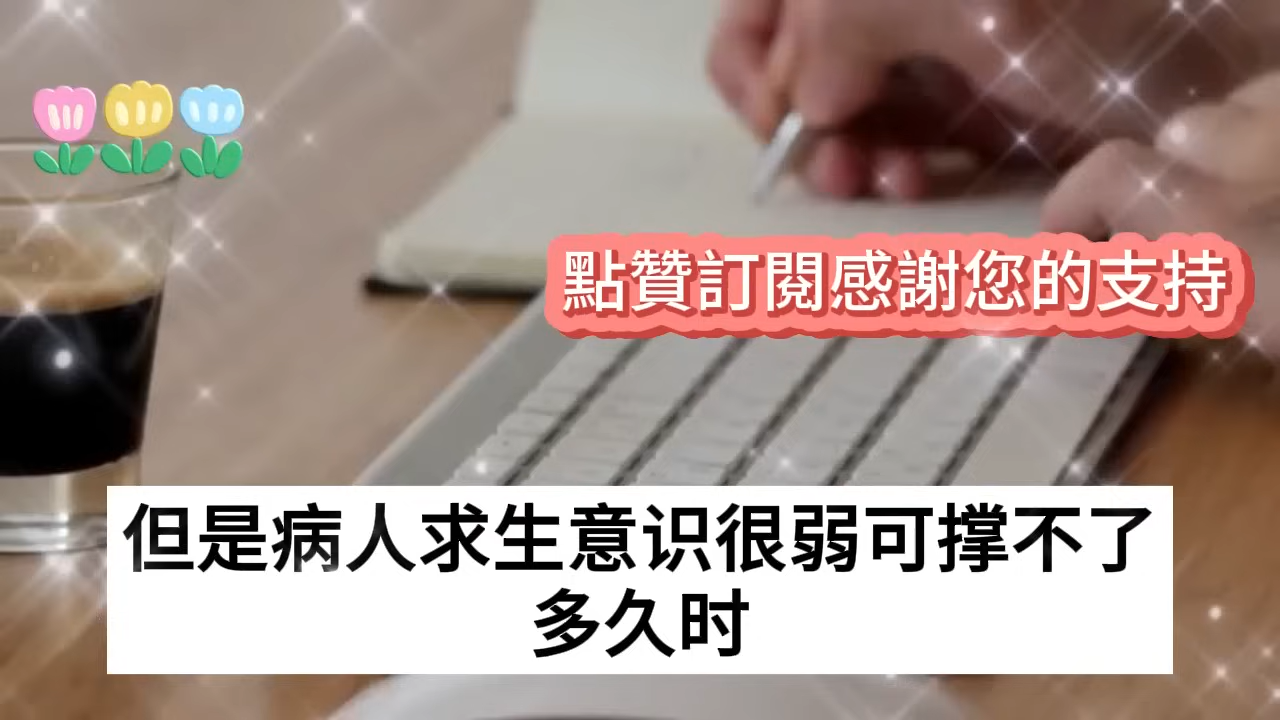 點贊訂閱感謝您的支持
但是病人求生意识很弱可撑不了
多久时